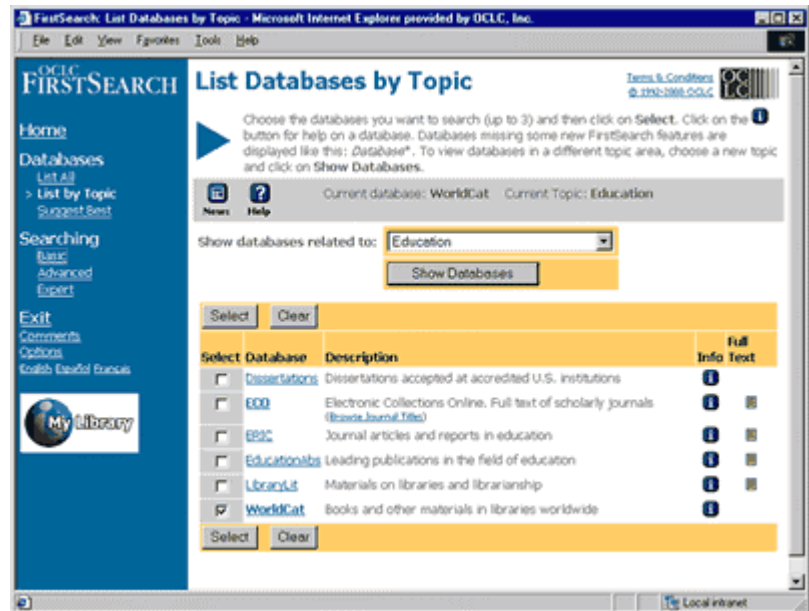 FirstSearch: List Databases by Topic - Microsoft Internet Explorer provided by OCLC, Inc.
File Edit View Favorites Tools Help
OCLC
FIRSTSEARCH
List Databases by Topic
Terms & Conditions
© 1992-2000 OCLC
OCLC
Choose the databases you want to search (up to 3) and then click on Select. Click on the i
button for help on a database. Databases missing some new FirstSearch features are
displayed like this: Database*. To view databases in a different topic area, choose a new topic
and click on Show Databases.
Home
Databases
List All
> List by Topic
Suggest Best
Searching
Basic
Advanced
Expert
Exit
Comments
Options
English Español Français
My Library
News Help
Current database: WorldCat Current Topic: Education
Show databases related to: Education
Show Databases
Select Clear
Select Database Description Info Full Text
Dissertations Dissertations accepted at accredited U.S. institutions
ECO Electronic Collections Online. Full text of scholarly journals
(Browse Journal Titles)
ERIC Journal articles and reports in education
EducationAbs Leading publications in the field of education
LibraryLit Materials on libraries and librarianship
WorldCat Books and other materials in libraries worldwide
Select Clear
Local intranet